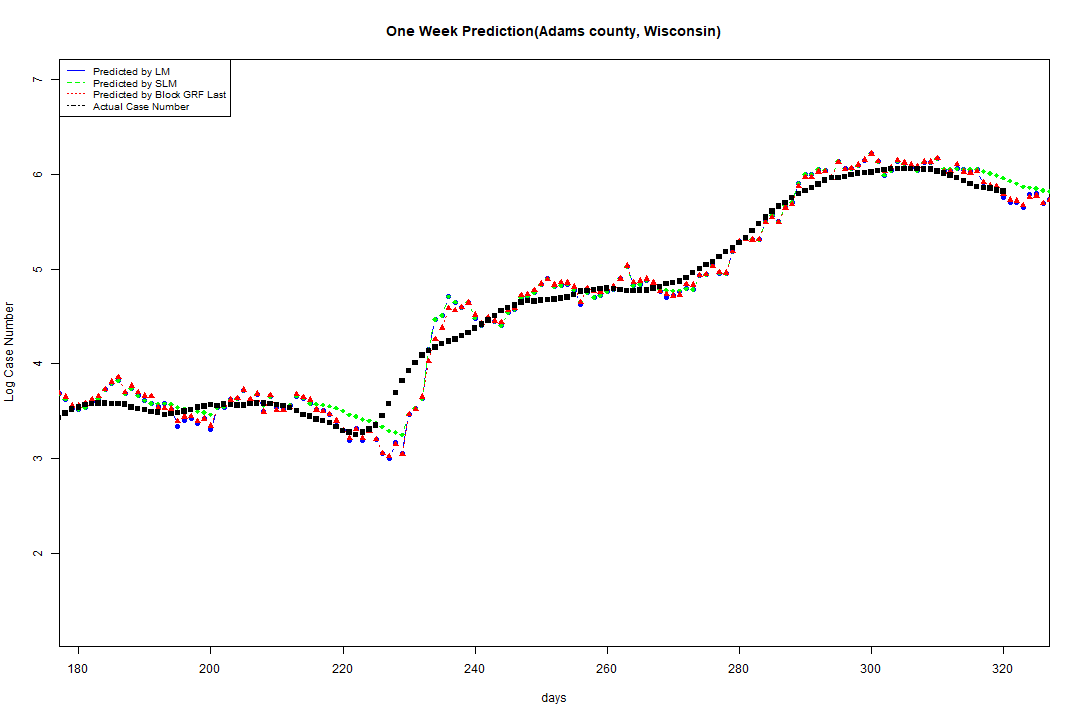 One Week Prediction(Adams county, Wisconsin)
Predicted by LM
Predicted by SLM
Predicted by Block GRF Last
Actual Case Number
7
6
5
4
3
2
Log Case Number
180 200 220 240 260 280 300 320
days